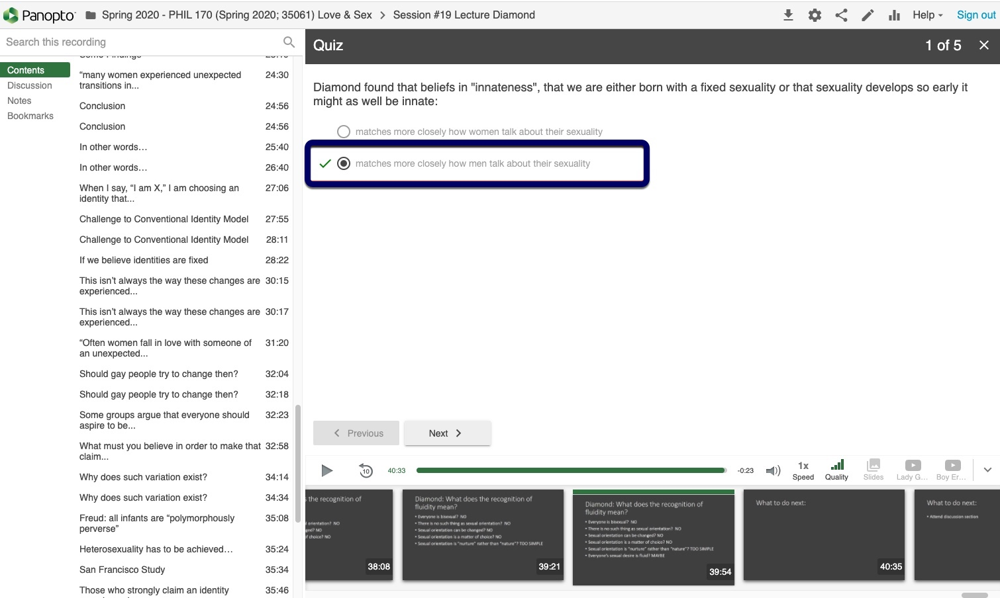 Panopto
Spring 2020 - PHIL 170 (Spring 2020; 35061) Love & Sex > Session #19 Lecture Diamond
Help
Sign out
Search this recording
Contents
Discussion
Notes
Bookmarks
"many women experienced unexpected
transitions in... 24:30
Conclusion 24:56
Conclusion 24:56
In other words… 25:40
In other words… 26:40
When I say, "I am X," I am choosing an
identity that... 27:06
Challenge to Conventional Identity Model 27:55
Challenge to Conventional Identity Model 28:11
If we believe identities are fixed 28:22
This isn't always the way these changes are
experienced... 30:15
This isn't always the way these changes are
experienced... 30:17
"Often women fall in love with someone of
an unexpected... 31:20
Should gay people try to change then? 32:04
Should gay people try to change then? 32:18
Some groups argue that everyone should
aspire to be... 32:23
What must you believe in order to make that
claim... 32:58
Why does such variation exist? 34:14
Why does such variation exist? 34:34
Freud: all infants are "polymorphously
perverse" 35:08
Heterosexuality has to be achieved… 35:24
San Francisco Study 35:34
Those who strongly claim an identity 35:46
Quiz
1 of 5
Diamond found that beliefs in "innateness", that we are either born with a fixed sexuality or that sexuality develops so early it
might as well be innate:
matches more closely how women talk about their sexuality
matches more closely how men talk about their sexuality
Previous
Next
10
40:33
-0:23
1x
Speed
Quality
Slides
Lady G...
Boy Er...
s the recognition of
l orientation? NO
ged? NO
f choice? NO
38:08
Diamond: What does the recognition of
fluidity mean?
• Everyone is bisexual? NO
• There is no such thing as sexual orientation? NO
• Sexual orientation can be changed? NO
• Sexual orientation is a matter of choice? NO
• Sexual orientation is "nurture" rather than "nature"? TOO SIMPLE
39:21
Diamond: What does the recognition of
fluidity mean?
• Everyone is bisexual? NO
• There is no such thing as sexual orientation? NO
• Sexual orientation can be changed? NO
• Sexual orientation is a matter of choice? NO
• Sexual orientation is "nurture" rather than "nature"? TOO SIMPLE
• Everyone's sexual desire is fluid? MAYBE
39:54
What to do next:
40:35
What to do next:
• Attend discussion section